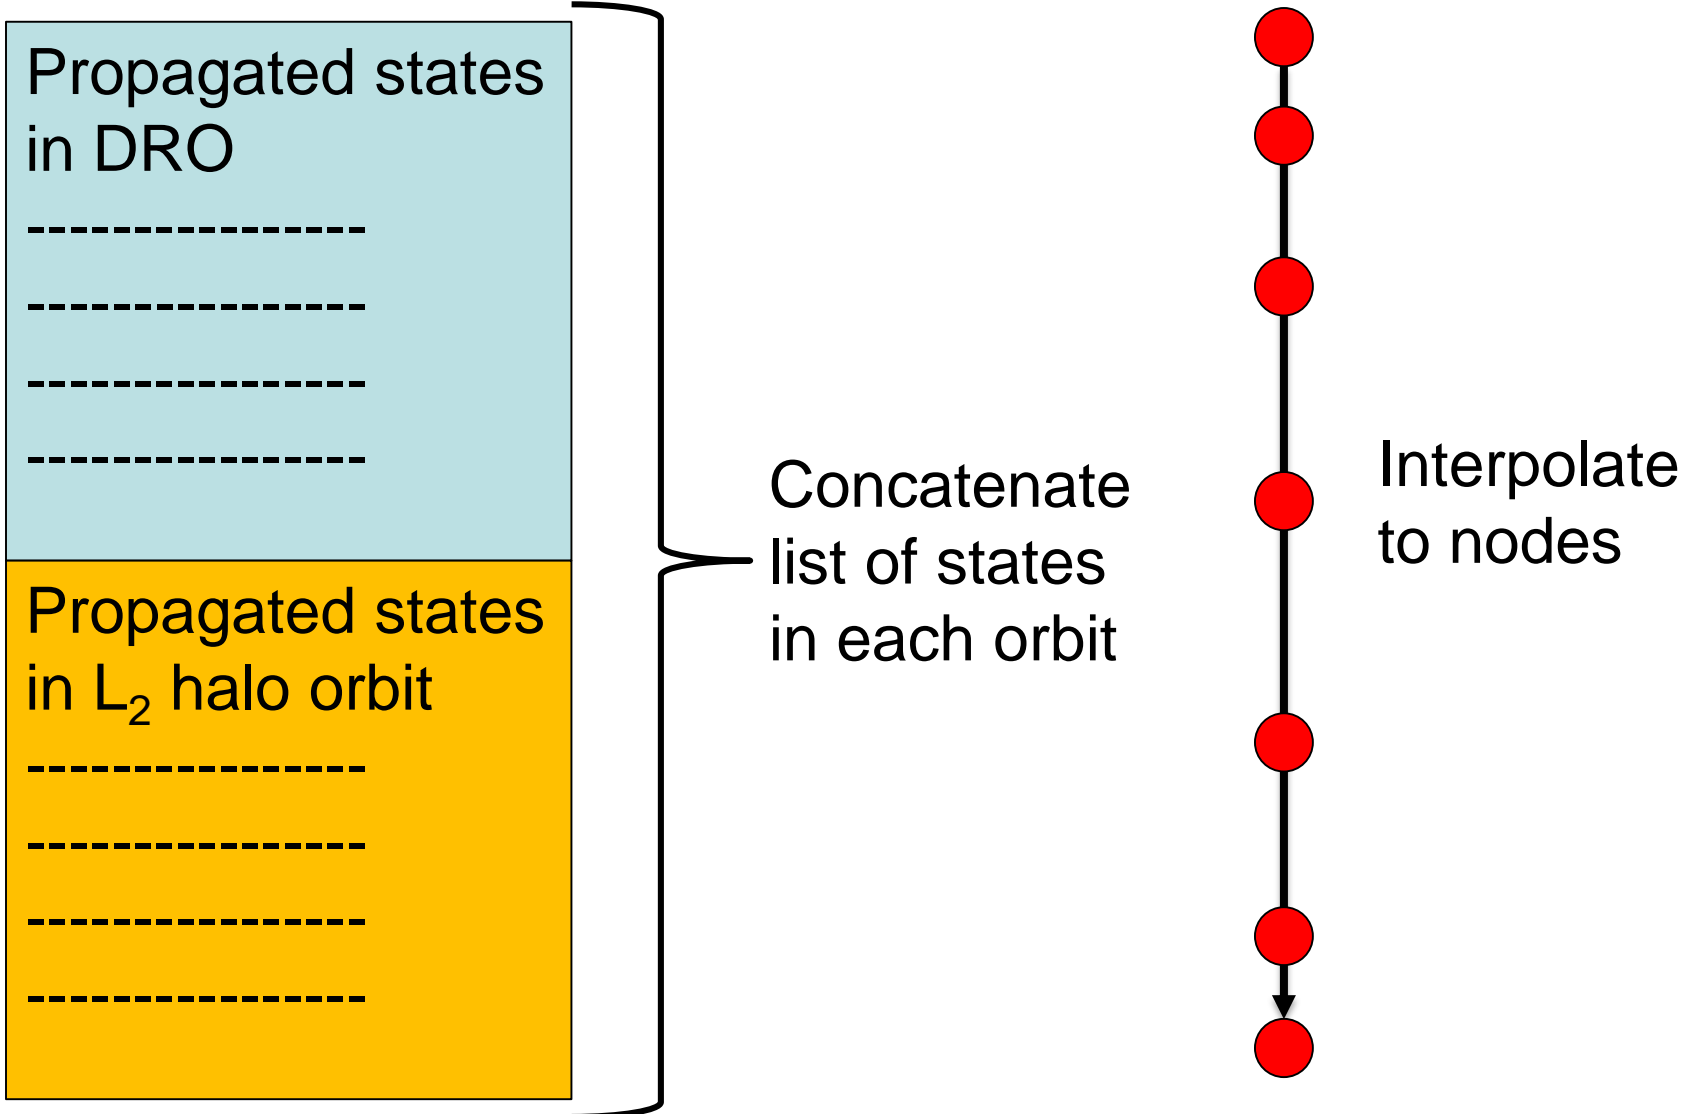 Propagated states
in DRO
----------------
----------------
----------------
----------------
Propagated states
in L₂ halo orbit
----------------
----------------
----------------
----------------
Concatenate
list of states
in each orbit
Interpolate
to nodes